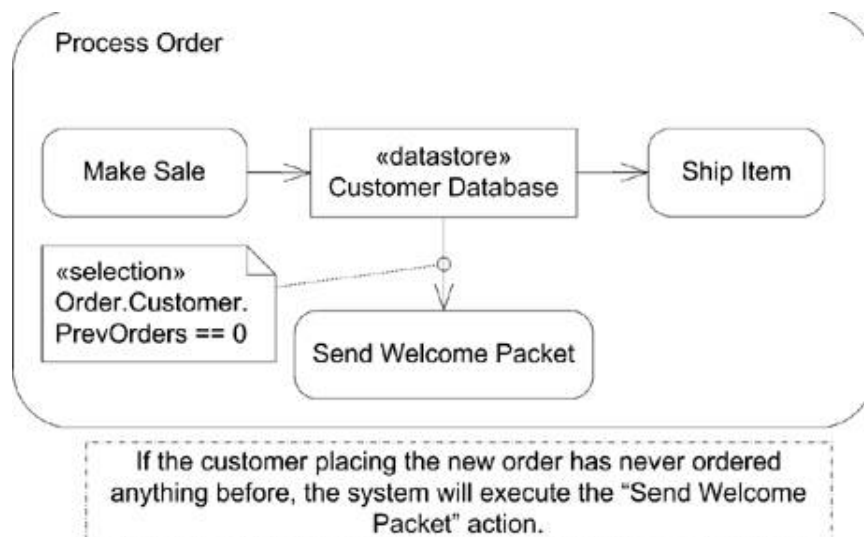 Process Order
Make Sale
«datastore»
Customer Database
Ship Item
«selection»
Order.Customer.
PrevOrders == 0
Send Welcome Packet
If the customer placing the new order has never ordered
anything before, the system will execute the “Send Welcome
Packet” action.